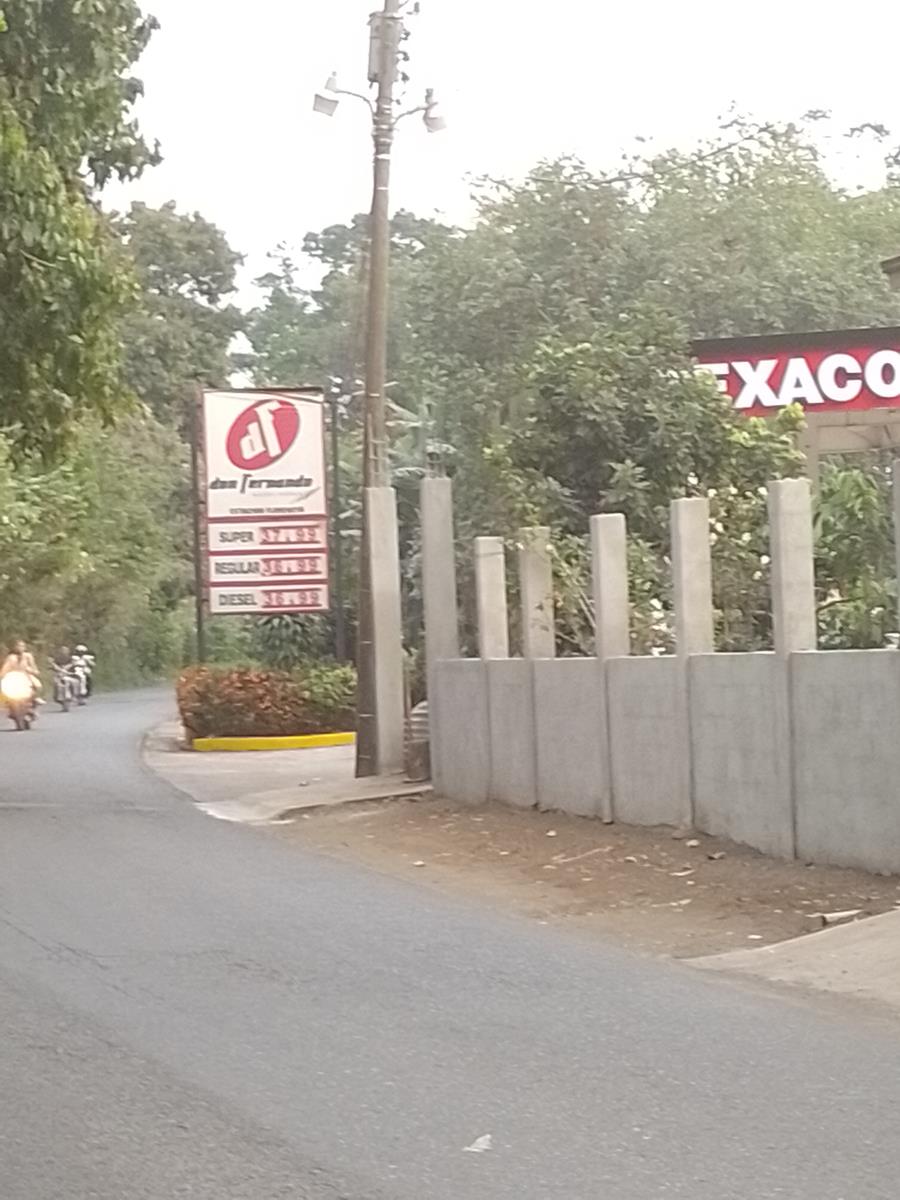 df
don fernando
SUPER 37.99
REGULAR 36.99
DIESEL 36.99
EXACO